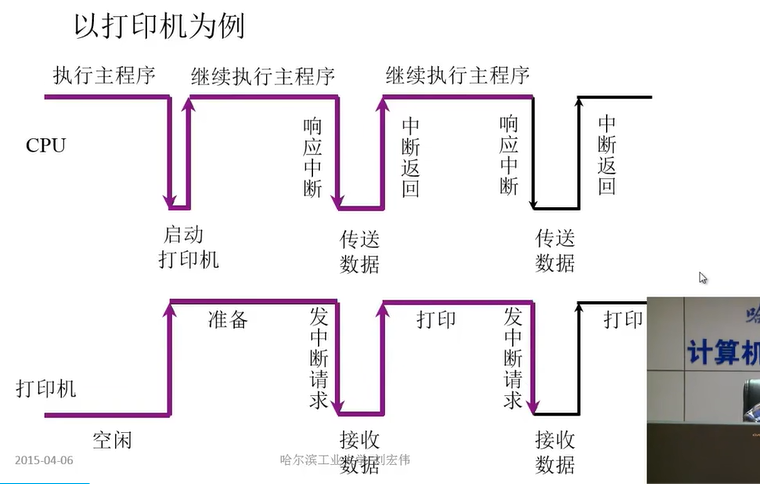 以打印机为例
执行主程序
继续执行主程序
继续执行主程序
CPU
响应中断
中断返回
响应中断
中断返回
启动
打印机
传送
数据
传送
数据
准备
发中断请求
打印
发中断请求
打印
打印机
空闲
接收
数据
接收
数据
2015-04-06
哈尔滨工业大学 刘宏伟
哈
计算机